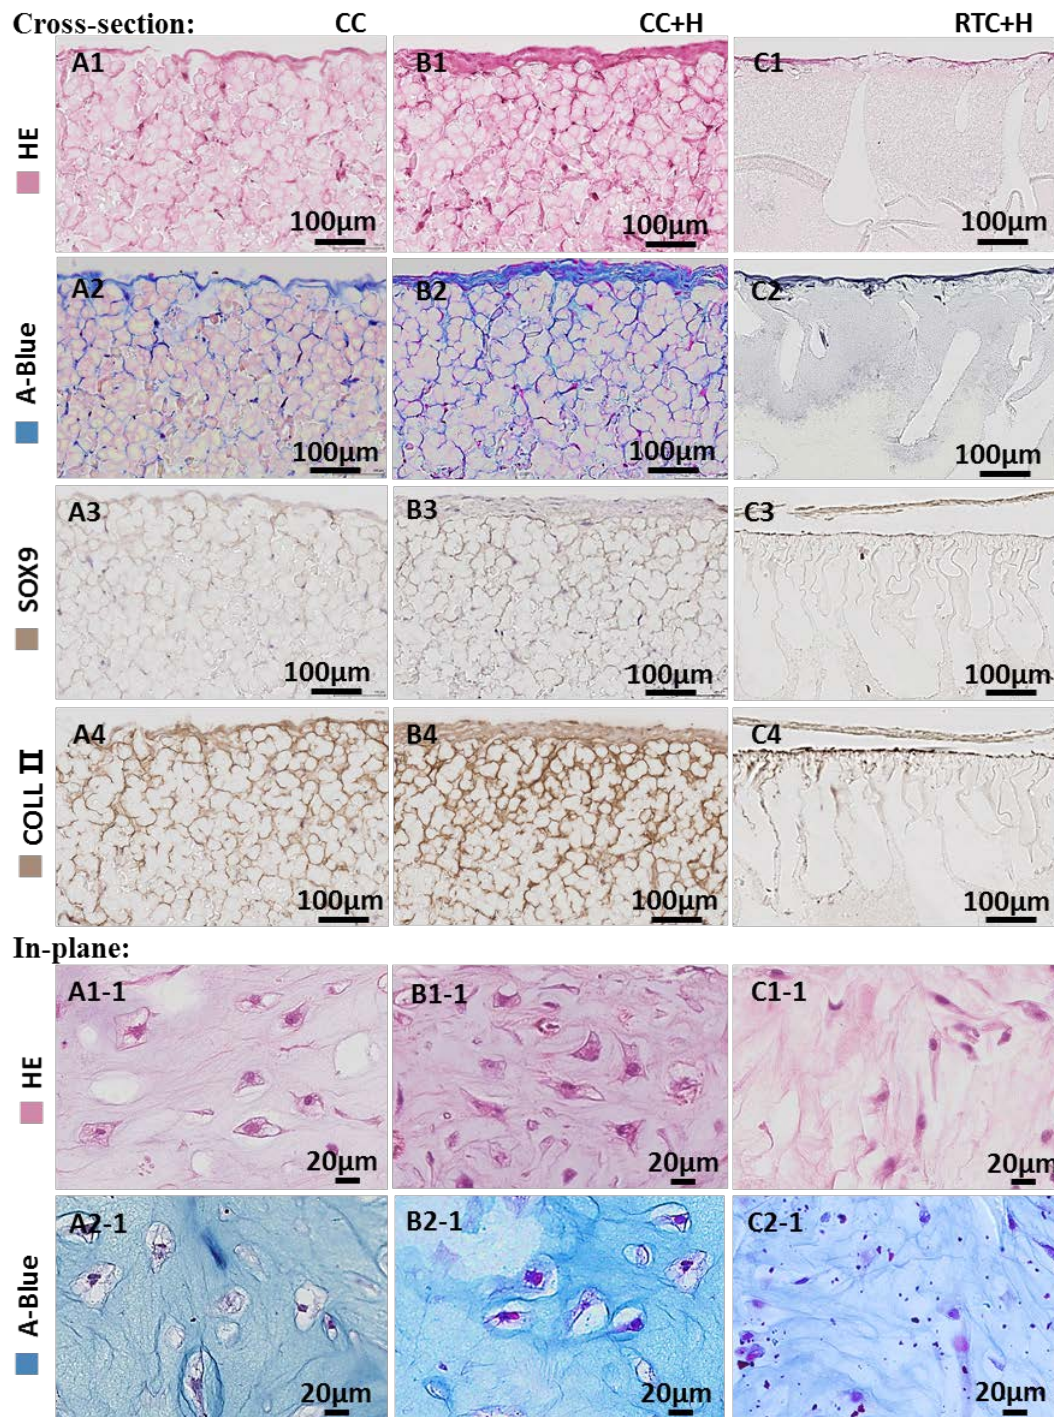 Cross-section: CC CC+H RTC+H
HE
A1 B1 C1
100μm 100μm 100μm
A-Blue
A2 B2 C2
100μm 100μm 100μm
SOX9
A3 B3 C3
100μm 100μm 100μm
COLL II
A4 B4 C4
100μm 100μm 100μm
In-plane:
HE
A1-1 B1-1 C1-1
20μm 20μm 20μm
A-Blue
A2-1 B2-1 C2-1
20μm 20μm 20μm